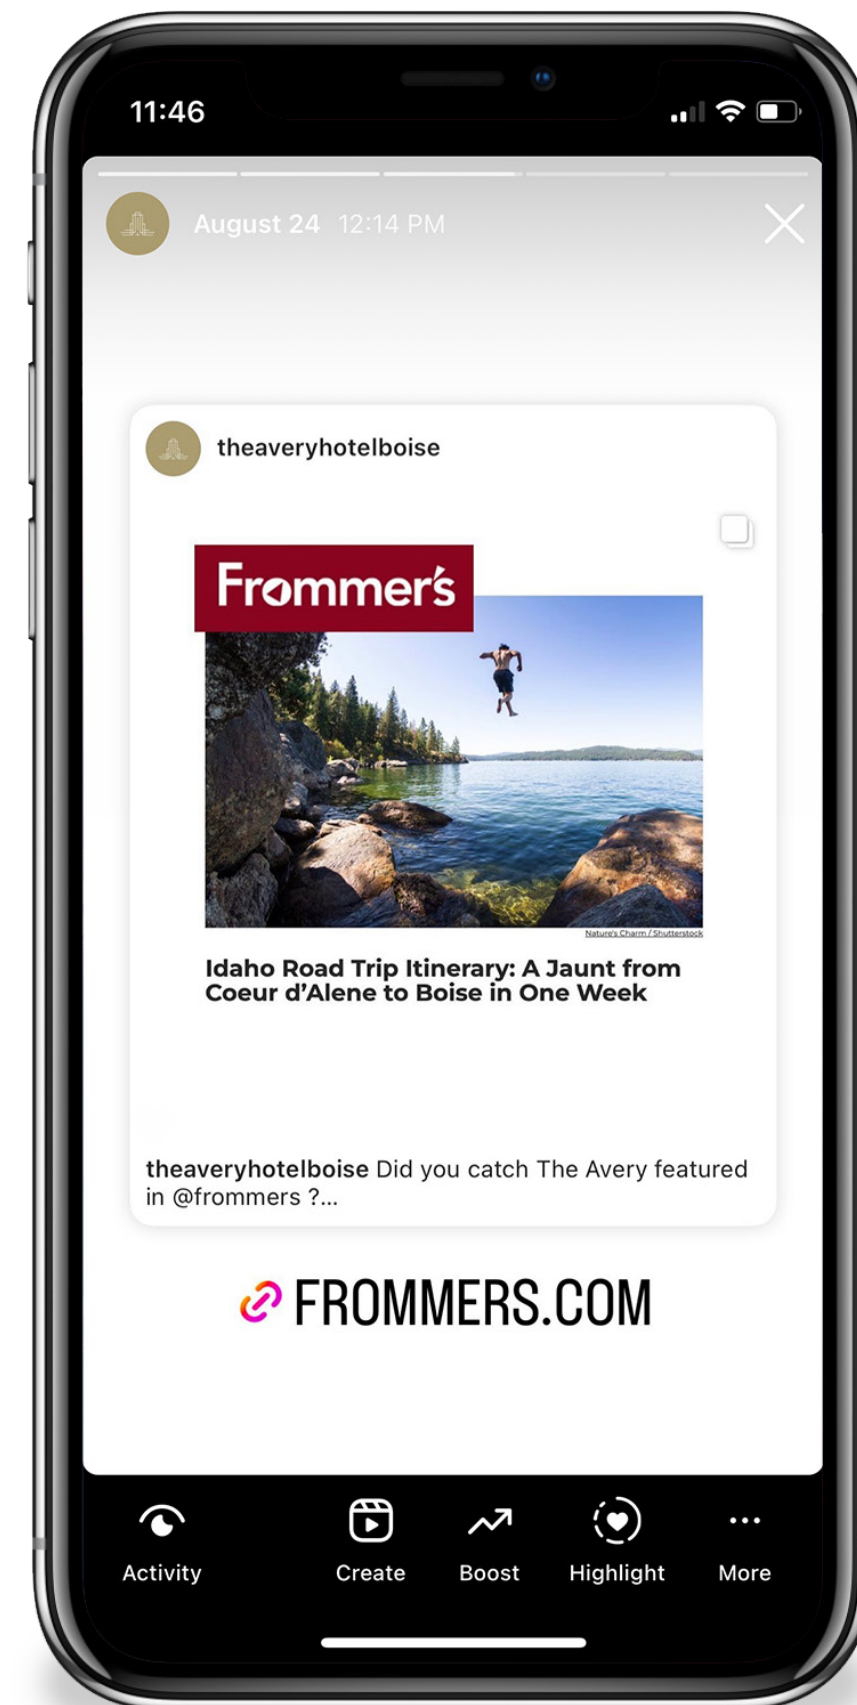 11:46
August 24 12:14 PM
theaveryhotelboise
Frommer's
Nature's Charm / Shutterstock
Idaho Road Trip Itinerary: A Jaunt from
Coeur d'Alene to Boise in One Week
theaveryhotelboise Did you catch The Avery featured
in @frommers ?...
FROMMERS.COM
Activity
Create
Boost
Highlight
More